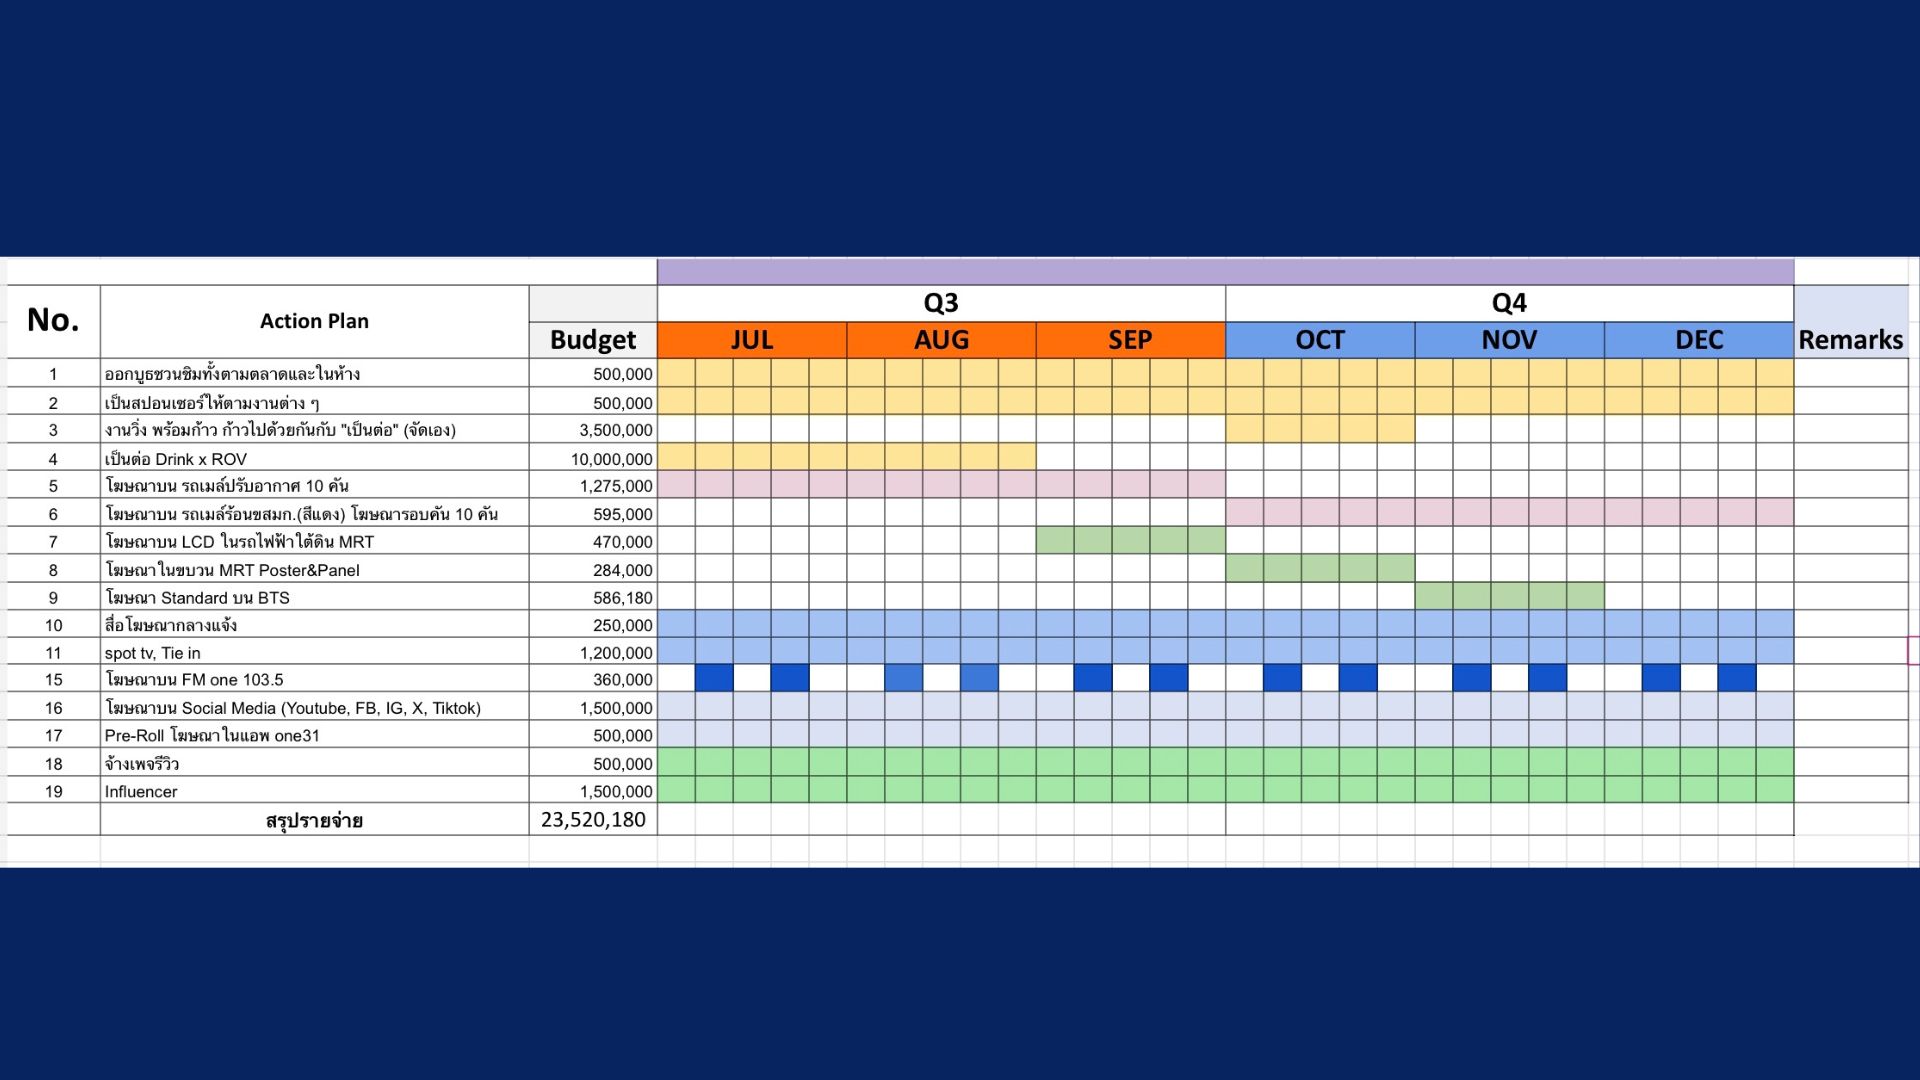 Q3 Q4
No. Action Plan Budget JUL AUG SEP OCT NOV DEC Remarks
1 ออกบูธชวนชิมทั้งตามตลาดและในห้าง 500,000
2 เป็นสปอนเซอร์ให้ตามงานต่าง ๆ 500,000
3 งานวิ่ง พร้อมก้าว ก้าวไปด้วยกันกับ "เป็นต่อ" (จัดเอง) 3,500,000
4 เป็นต่อ Drink x ROV 10,000,000
5 โฆษณาบน รถเมล์ปรับอากาศ 10 คัน 1,275,000
6 โฆษณาบน รถเมล์ร้อนขสมก.(สีแดง) โฆษณารอบคัน 10 คัน 595,000
7 โฆษณาบน LCD ในรถไฟฟ้าใต้ดิน MRT 470,000
8 โฆษณาในขบวน MRT Poster&Panel 284,000
9 โฆษณา Standard บน BTS 586,180
10 สื่อโฆษณากลางแจ้ง 250,000
11 spot tv, Tie in 1,200,000
15 โฆษณาบน FM one 103.5 360,000
16 โฆษณาบน Social Media (Youtube, FB, IG, X, Tiktok) 1,500,000
17 Pre-Roll โฆษณาในแอพ one31 500,000
18 จ้างเพจรีวิว 500,000
19 Influencer 1,500,000
สรุปรายจ่าย 23,520,180